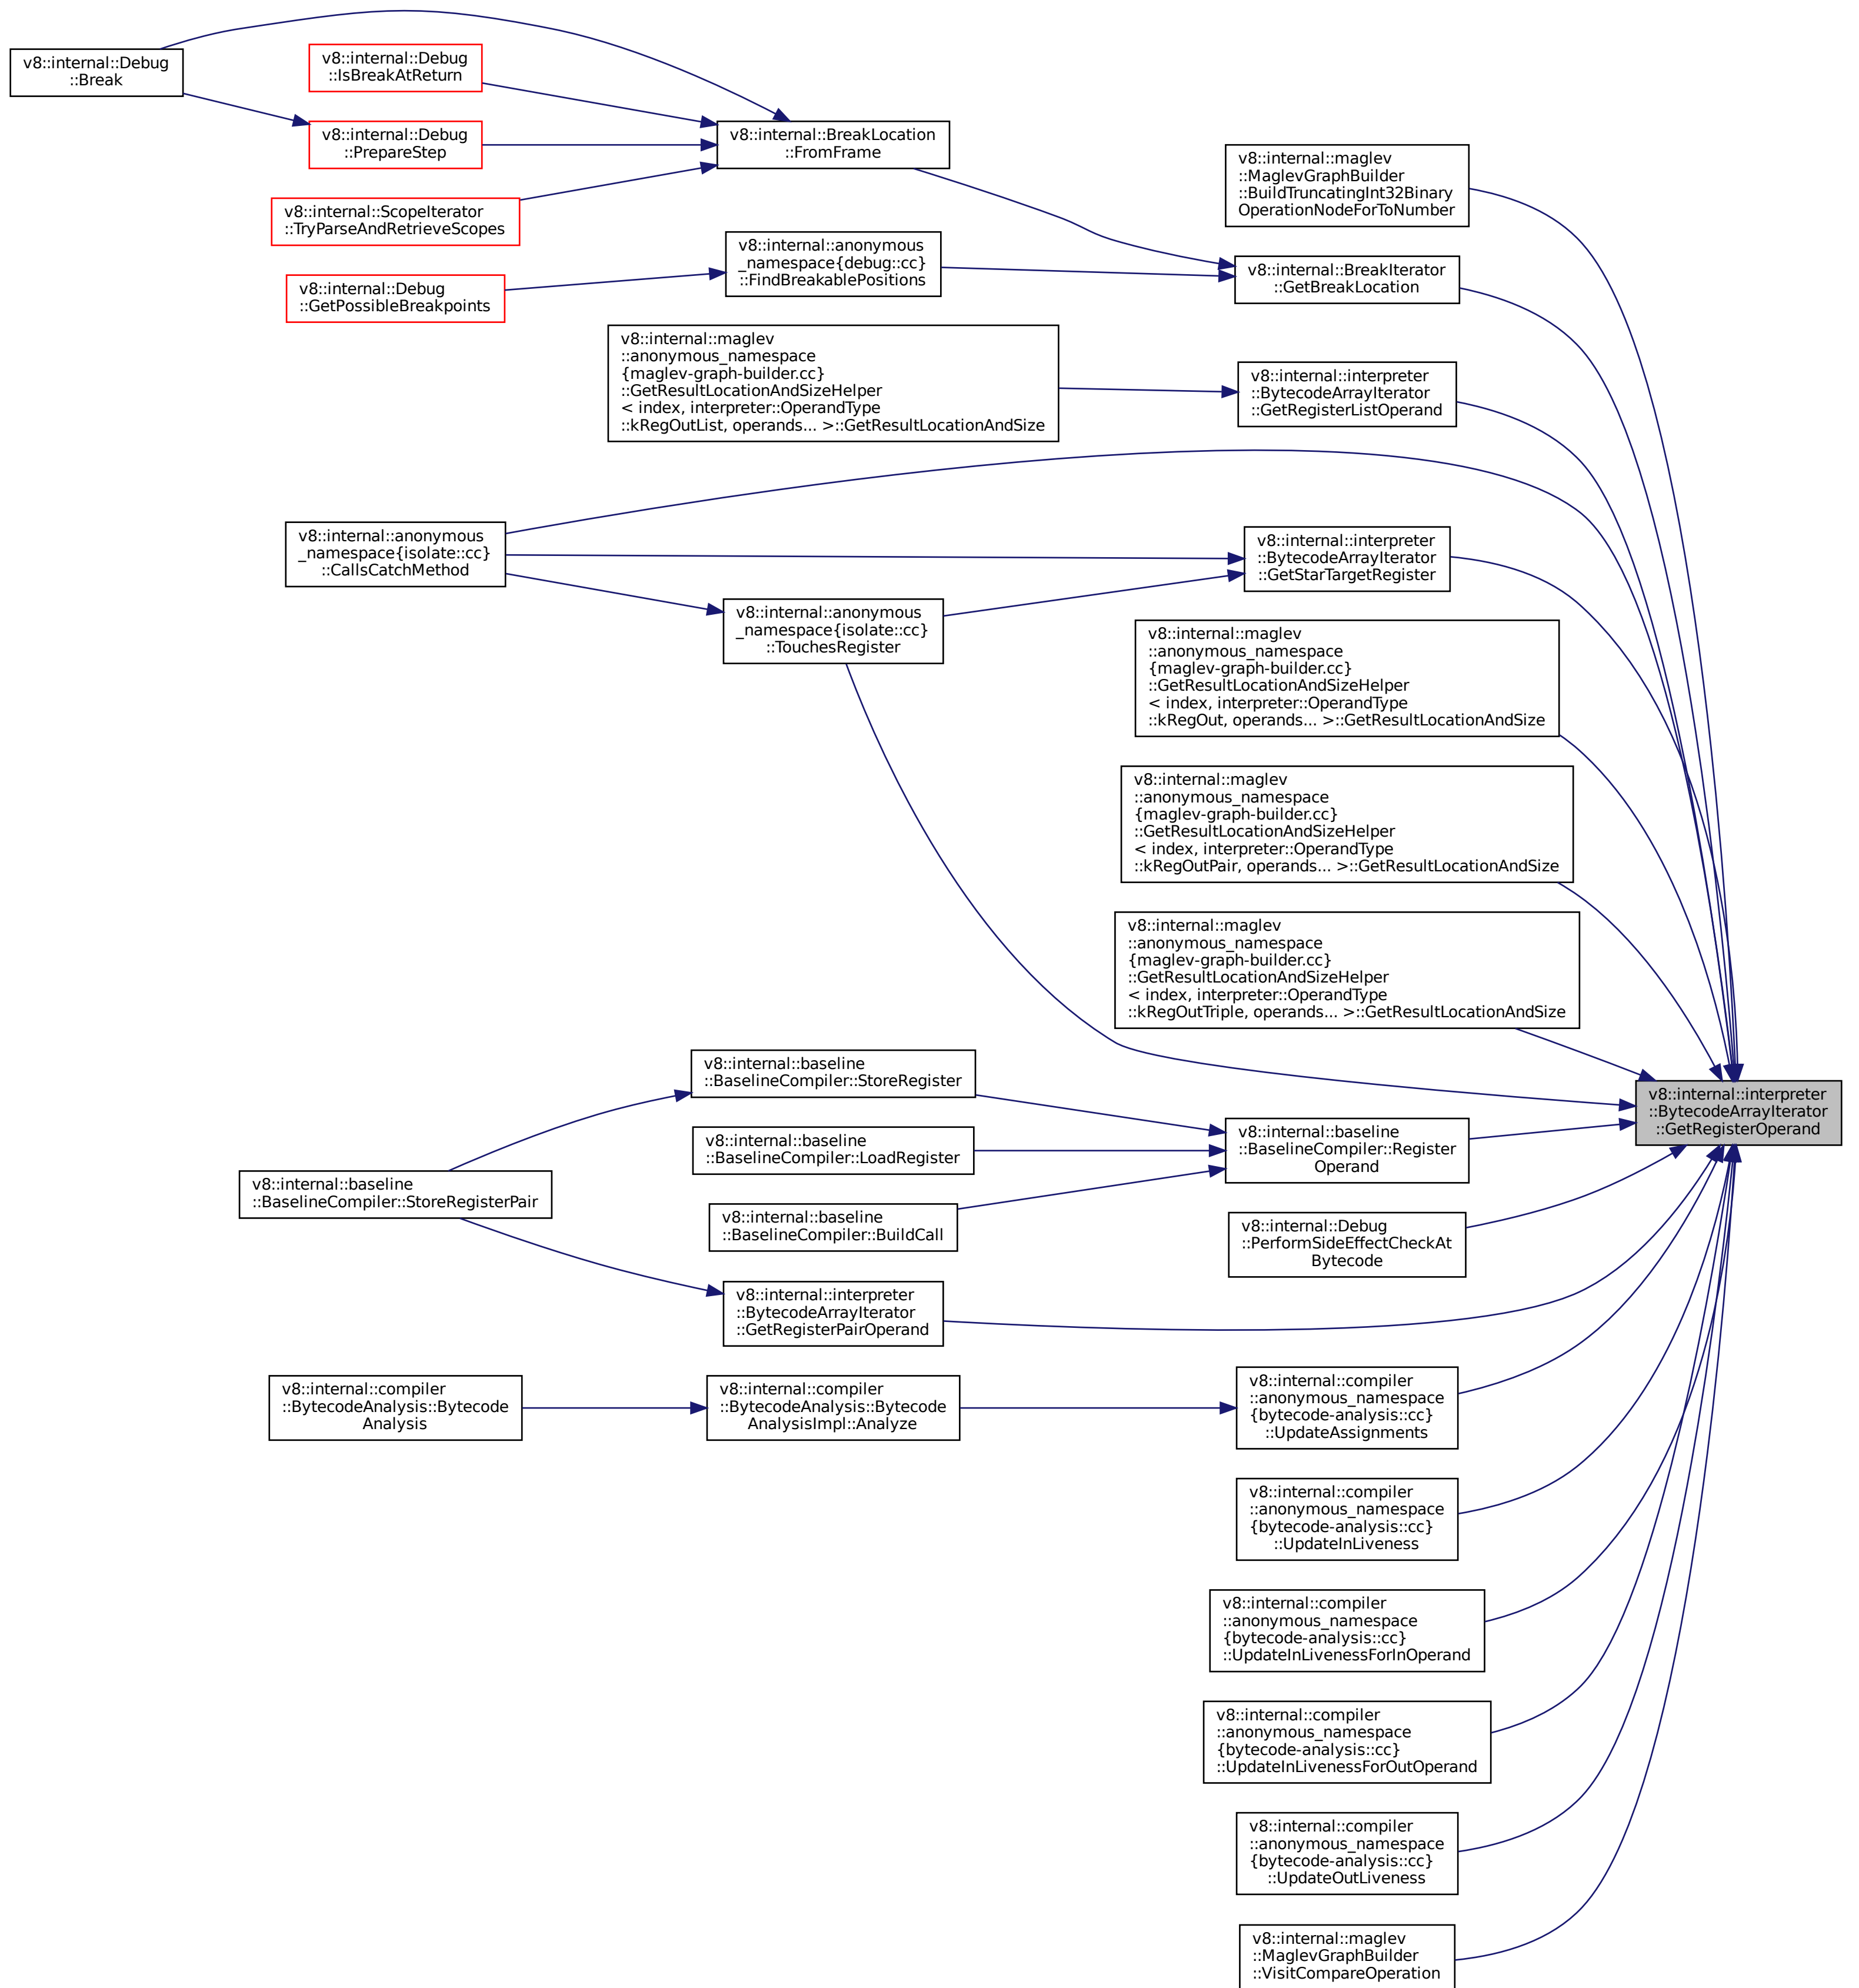 v8::internal::Debug
::Break
v8::internal::Debug
::IsBreakAtReturn
v8::internal::Debug
::PrepareStep
v8::internal::ScopeIterator
::TryParseAndRetrieveScopes
v8::internal::Debug
::GetPossibleBreakpoints
v8::internal::BreakLocation
::FromFrame
v8::internal::anonymous
_namespace{debug::cc}
::FindBreakablePositions
v8::internal::maglev
::MaglevGraphBuilder
::BuildTruncatingInt32Binary
OperationNodeForToNumber
v8::internal::BreakIterator
::GetBreakLocation
v8::internal::maglev
::anonymous_namespace
{maglev-graph-builder.cc}
::GetResultLocationAndSizeHelper
< index, interpreter::OperandType
::kRegOutList, operands... >::GetResultLocationAndSize
v8::internal::interpreter
::BytecodeArrayIterator
::GetRegisterListOperand
v8::internal::anonymous
_namespace{isolate::cc}
::CallsCatchMethod
v8::internal::interpreter
::BytecodeArrayIterator
::GetStarTargetRegister
v8::internal::anonymous
_namespace{isolate::cc}
::TouchesRegister
v8::internal::maglev
::anonymous_namespace
{maglev-graph-builder.cc}
::GetResultLocationAndSizeHelper
< index, interpreter::OperandType
::kRegOut, operands... >::GetResultLocationAndSize
v8::internal::maglev
::anonymous_namespace
{maglev-graph-builder.cc}
::GetResultLocationAndSizeHelper
< index, interpreter::OperandType
::kRegOutPair, operands... >::GetResultLocationAndSize
v8::internal::maglev
::anonymous_namespace
{maglev-graph-builder.cc}
::GetResultLocationAndSizeHelper
< index, interpreter::OperandType
::kRegOutTriple, operands... >::GetResultLocationAndSize
v8::internal::interpreter
::BytecodeArrayIterator
::GetRegisterOperand
v8::internal::baseline
::BaselineCompiler::StoreRegister
v8::internal::baseline
::BaselineCompiler::LoadRegister
v8::internal::baseline
::BaselineCompiler::Register
Operand
v8::internal::baseline
::BaselineCompiler::StoreRegisterPair
v8::internal::baseline
::BaselineCompiler::BuildCall
v8::internal::Debug
::PerformSideEffectCheckAt
Bytecode
v8::internal::interpreter
::BytecodeArrayIterator
::GetRegisterPairOperand
v8::internal::compiler
::BytecodeAnalysis::Bytecode
Analysis
v8::internal::compiler
::BytecodeAnalysis::Bytecode
AnalysisImpl::Analyze
v8::internal::compiler
::anonymous_namespace
{bytecode-analysis::cc}
::UpdateAssignments
v8::internal::compiler
::anonymous_namespace
{bytecode-analysis::cc}
::UpdateInLiveness
v8::internal::compiler
::anonymous_namespace
{bytecode-analysis::cc}
::UpdateInLivenessForInOperand
v8::internal::compiler
::anonymous_namespace
{bytecode-analysis::cc}
::UpdateInLivenessForOutOperand
v8::internal::compiler
::anonymous_namespace
{bytecode-analysis::cc}
::UpdateOutLiveness
v8::internal::maglev
::MaglevGraphBuilder
::VisitCompareOperation